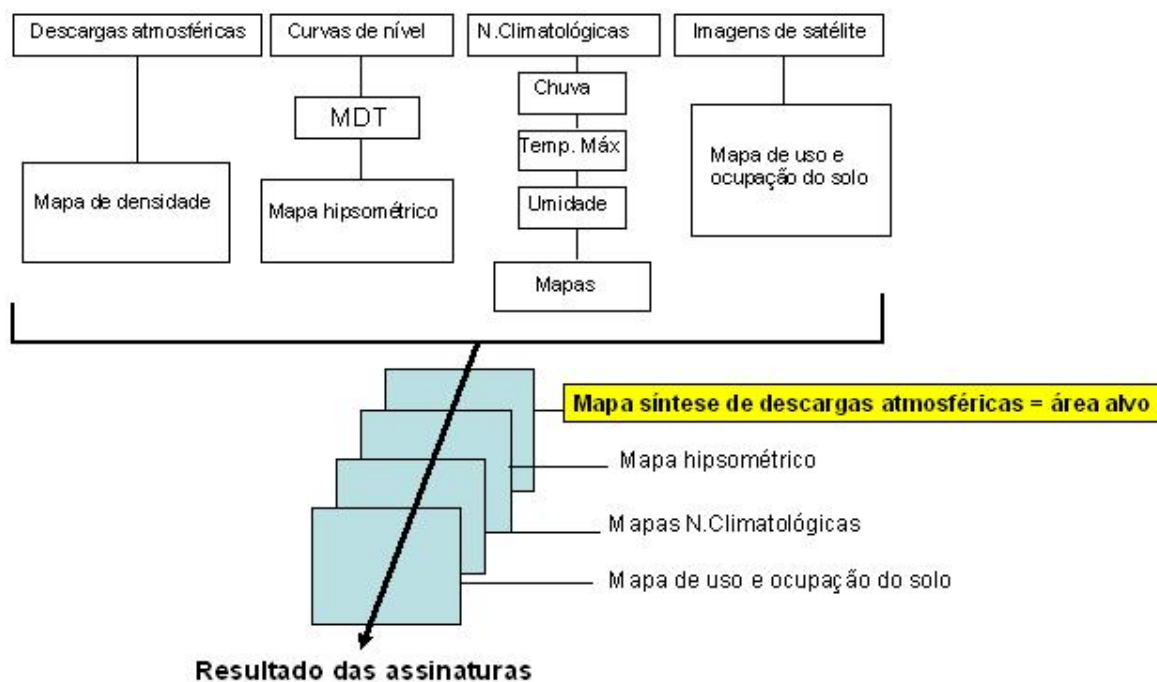 Descargas atmosféricas
Curvas de nível
N.Climatológicas
Imagens de satélite
Chuva
MDT
Temp. Máx
Mapa de uso e
ocupação do solo
Mapa de densidade
Mapa hipsométrico
Umidade
Mapas
Mapa síntese de descargas atmosféricas = área alvo
Mapa hipsométrico
Mapas N.Climatológicas
Mapa de uso e ocupação do solo
Resultado das assinaturas